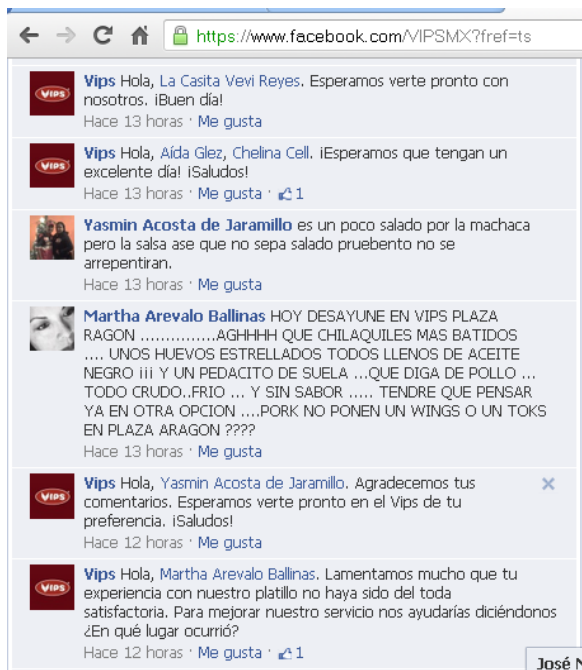 https://www.facebook.com/VIPSMX?fref=ts
VIPS
Vips Hola, La Casita Vevi Reyes. Esperamos verte pronto con
nosotros. ¡Buen día!
Hace 13 horas · Me gusta
VIPS
Vips Hola, Aída Glez, Chelina Cell. ¡Esperamos que tengan un
excelente día! ¡Saludos!
Hace 13 horas · Me gusta · 1
Yasmin Acosta de Jaramillo es un poco salado por la machaca
pero la salsa ase que no sepa salado pruebento no se
arrepentiran.
Hace 13 horas · Me gusta
Martha Arevalo Ballinas HOY DESAYUNE EN VIPS PLAZA
RAGON ...............AGHHHH QUE CHILAQUILES MAS BATIDOS
.... UNOS HUEVOS ESTRELLADOS TODOS LLENOS DE ACEITE
NEGRO ¡¡¡ Y UN PEDACITO DE SUELA ...QUE DIGA DE POLLO ...
TODO CRUDO..FRIO ... Y SIN SABOR ..... TENDRE QUE PENSAR
YA EN OTRA OPCION ....PORK NO PONEN UN WINGS O UN TOKS
EN PLAZA ARAGON ????
Hace 13 horas · Me gusta
VIPS
Vips Hola, Yasmin Acosta de Jaramillo. Agradecemos tus
comentarios. Esperamos verte pronto en el Vips de tu
preferencia. ¡Saludos!
Hace 12 horas · Me gusta
VIPS
Vips Hola, Martha Arevalo Ballinas. Lamentamos mucho que tu
experiencia con nuestro platillo no haya sido del toda
satisfactoria. Para mejorar nuestro servicio nos ayudarías diciéndonos
¿En qué lugar ocurrió?
Hace 12 horas · Me gusta · 1
José